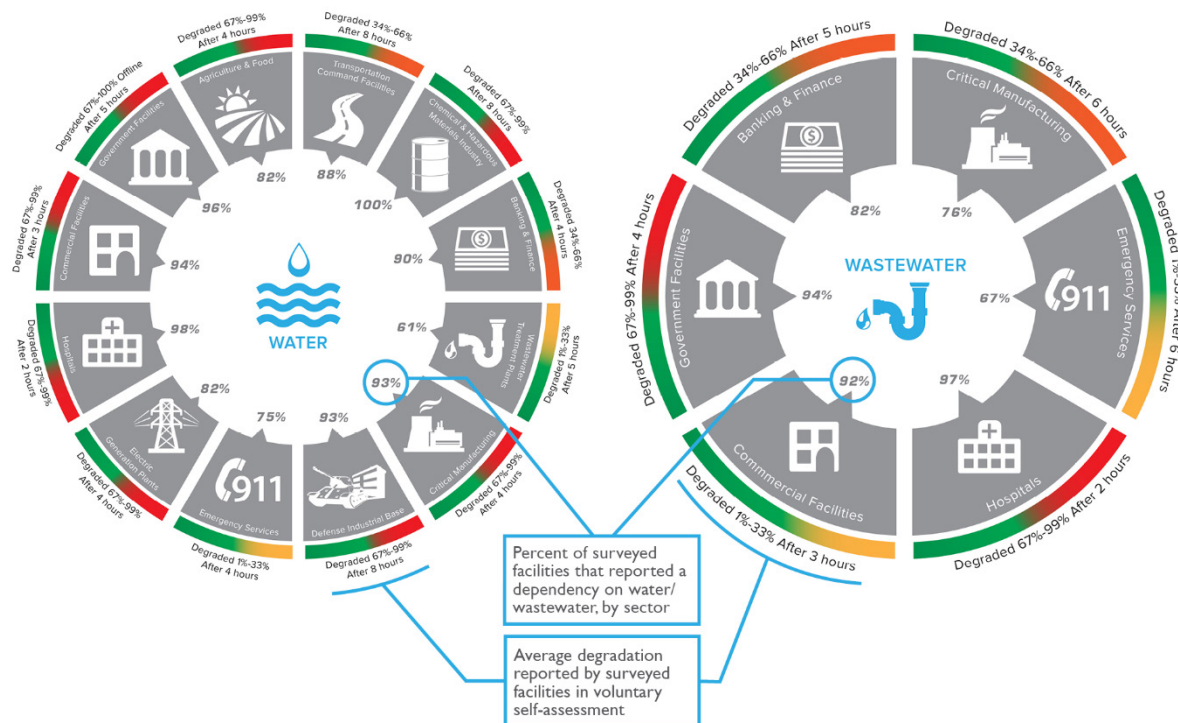 Degraded 67%-99%
After 4 hours
Agriculture & Food
82%
Degraded 34%-66%
After 8 hours
Transportation
Command Facilities
88%
Degraded 67%-99%
After 8 hours
Chemical & Hazardous
Materials Industry
100%
Degraded 34%-66%
After 4 hours
Banking & Finance
90%
Degraded 1%-33%
After 5 hours
Wastewater
Treatment Plants
61%
Degraded 67%-99%
After 4 hours
Critical Manufacturing
93%
Degraded 67%-99%
After 8 hours
Defense Industrial Base
93%
Degraded 1%-33%
After 4 hours
Emergency Services
911
75%
Degraded 67%-99%
After 4 hours
Electric
Generation Plants
82%
Degraded 67%-99%
After 2 hours
Hospitals
98%
Degraded 67%-99%
After 3 hours
Commercial Facilities
94%
Degraded 67%-100% Offline
After 5 hours
Government Facilities
96%
WATER
Degraded 34%-66% After 5 hours
Banking & Finance
82%
Degraded 34%-66% After 6 hours
Critical Manufacturing
76%
Degraded 1%-33% After 6 hours
Emergency Services
911
67%
Degraded 67%-99% After 2 hours
Hospitals
97%
Degraded 1%-33% After 3 hours
Commercial Facilities
92%
Degraded 67%-99% After 4 hours
Government Facilities
94%
WASTEWATER
Percent of surveyed
facilities that reported a
dependency on water/
wastewater, by sector
Average degradation
reported by surveyed
facilities in voluntary
self-assessment